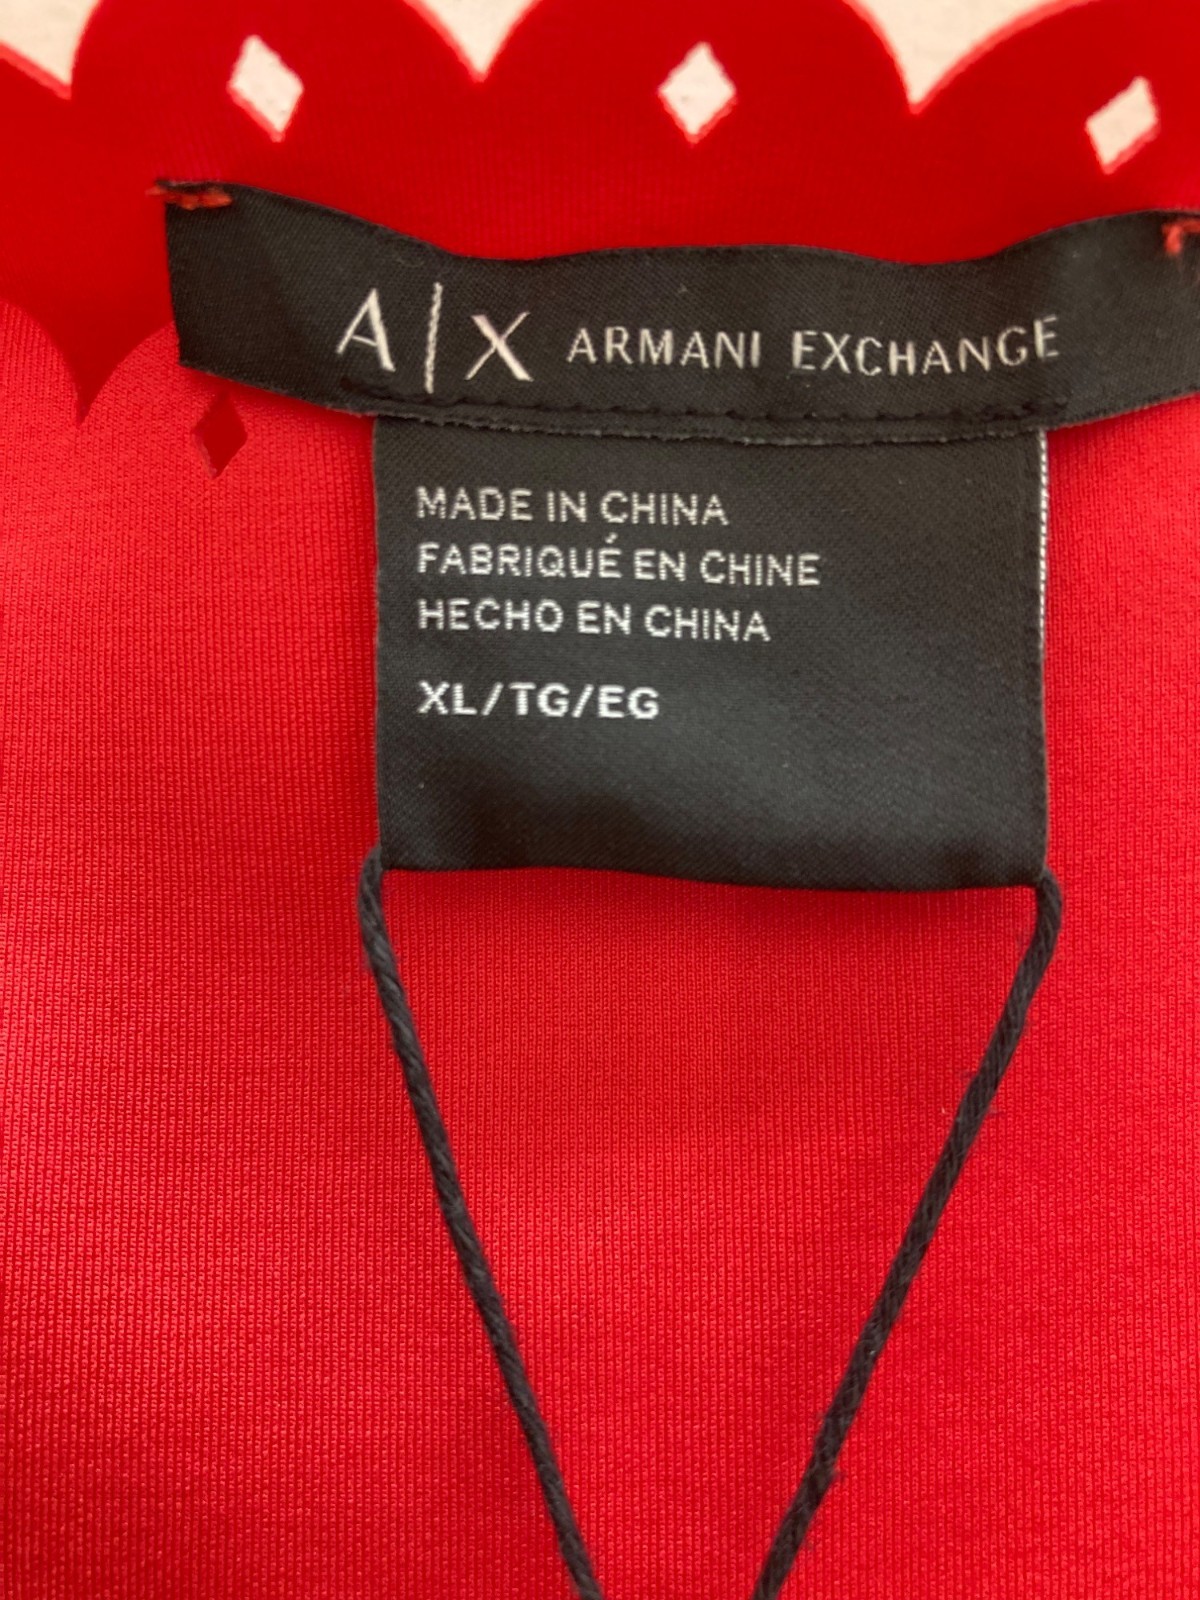 A|X ARMANI EXCHANGE
MADE IN CHINA
FABRIQUÉ EN CHINE
HECHO EN CHINA
XL/TG/EG